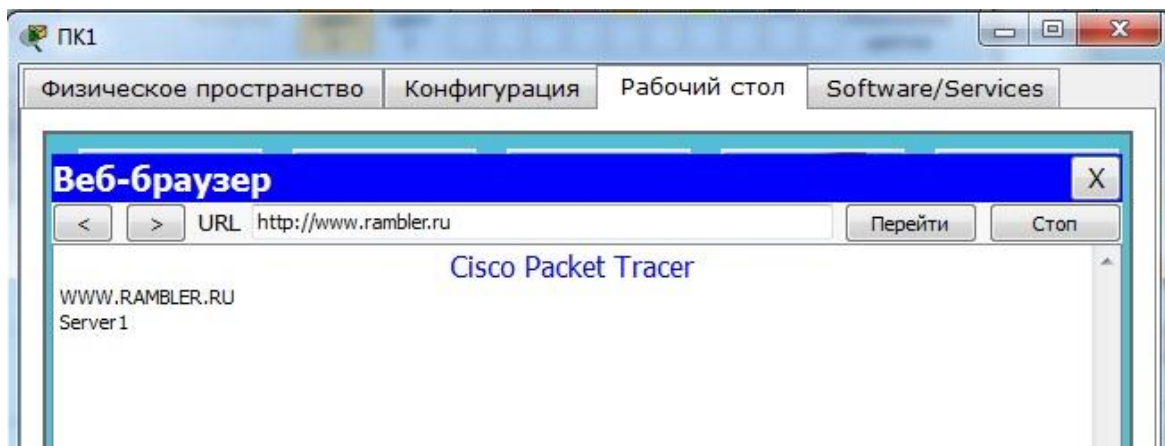 ПК1
Физическое пространство Конфигурация Рабочий стол Software/Services
Веб-браузер X
< > URL http://www.rambler.ru Перейти Стоп
Cisco Packet Tracer
WWW.RAMBLER.RU
Server1